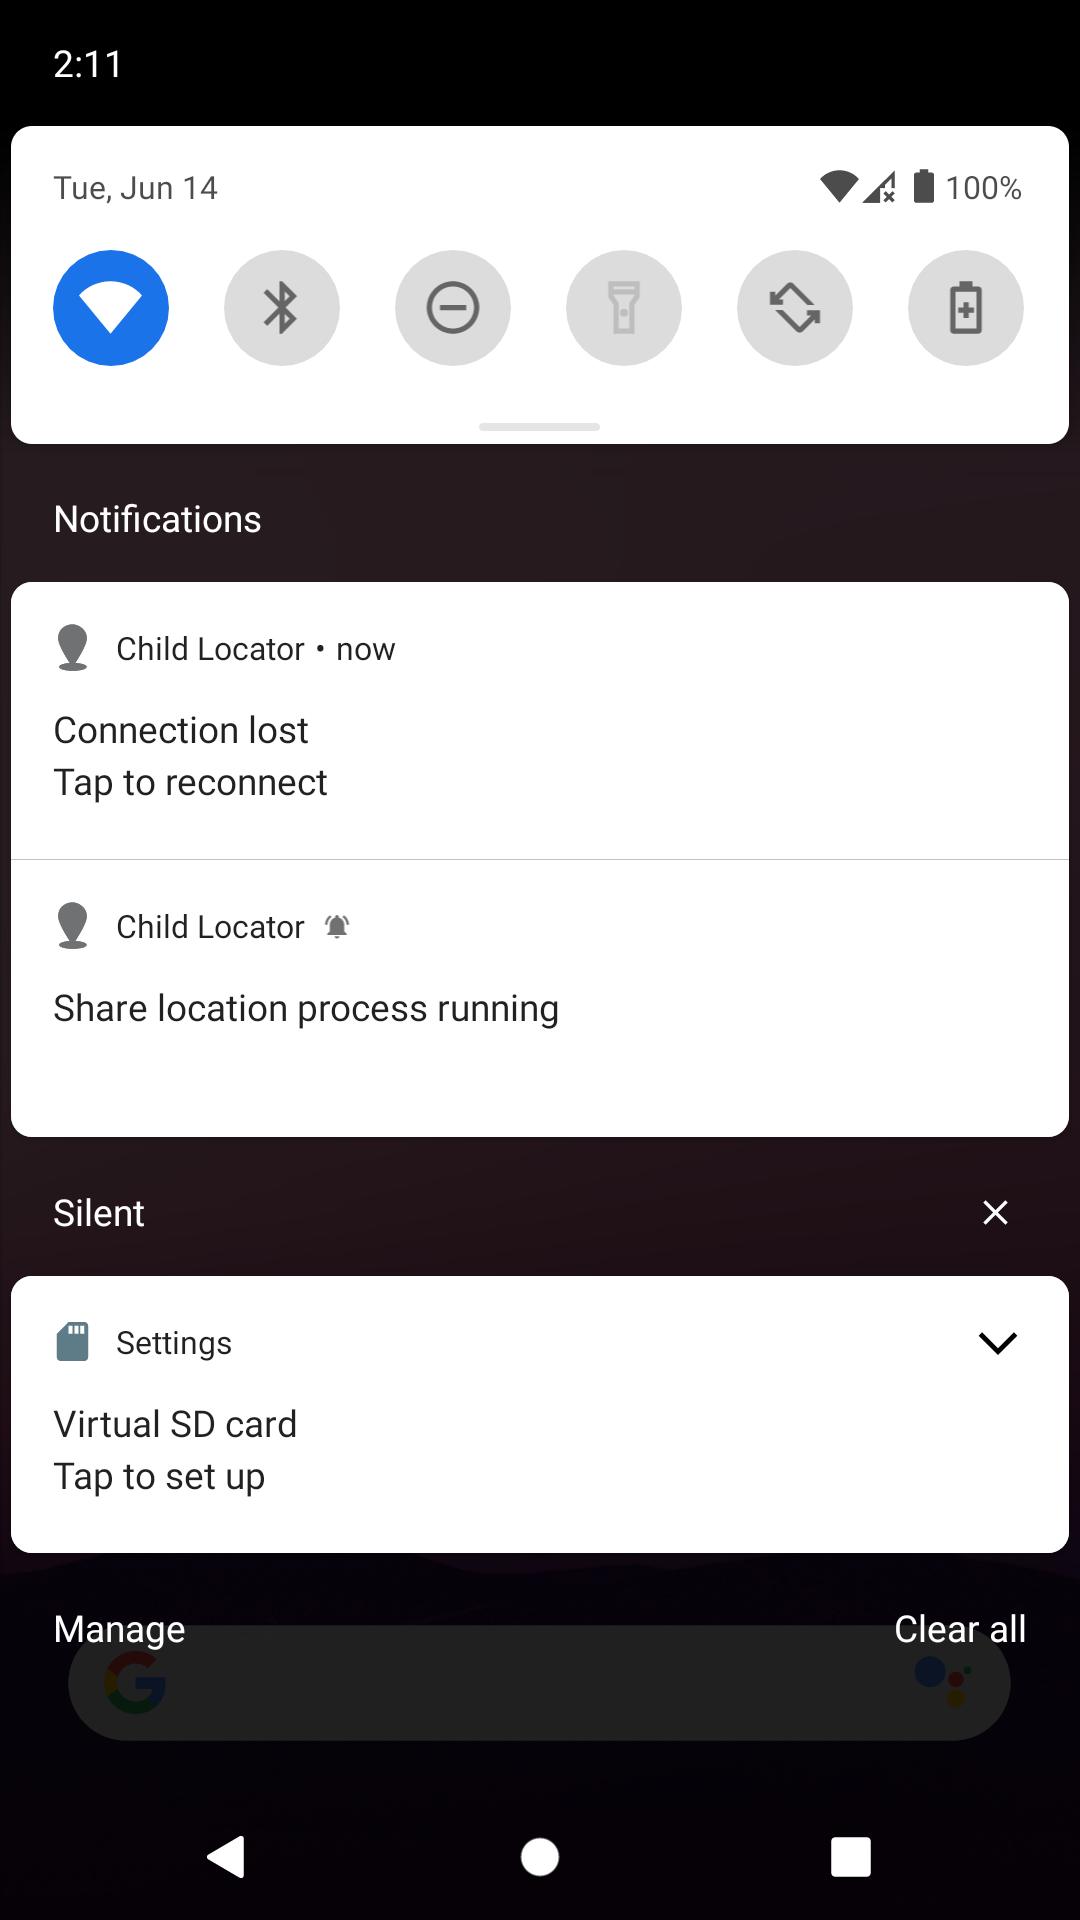 2:11
Tue, Jun 14
100%
Notifications
Child Locator • now
Connection lost
Tap to reconnect
Child Locator
Share location process running
Silent
Settings
Virtual SD card
Tap to set up
Manage
Clear all